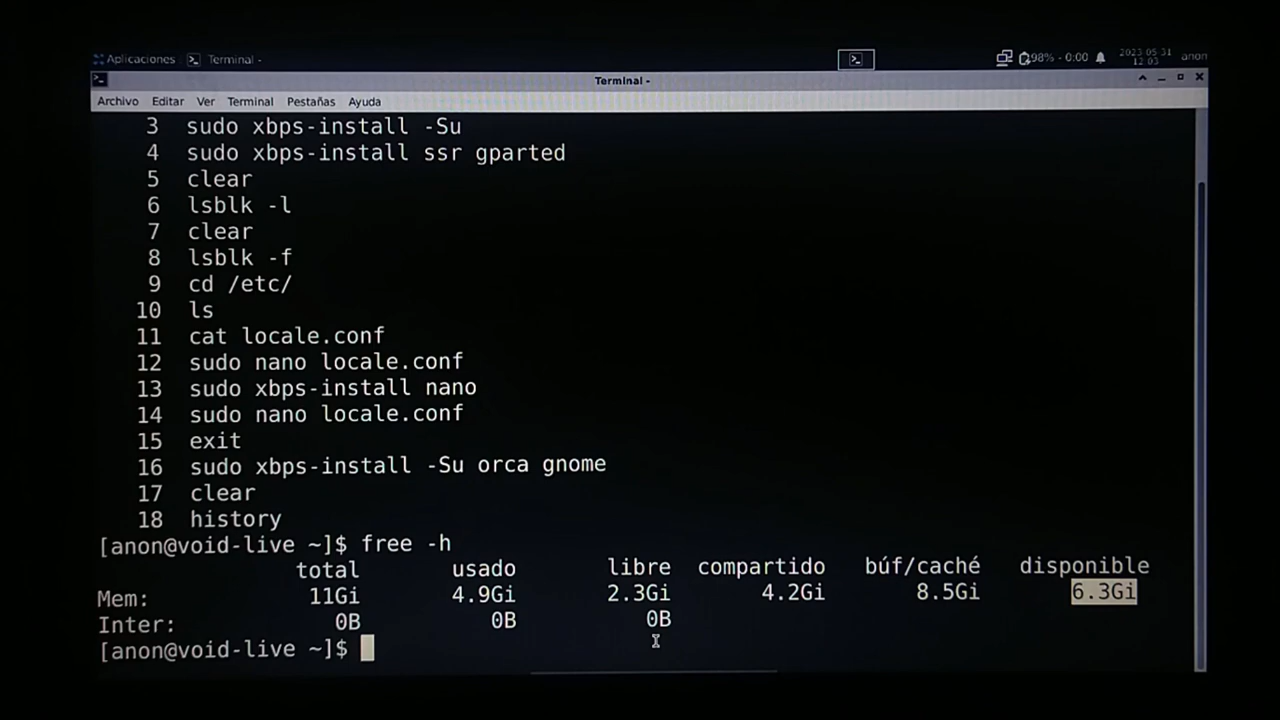 Aplicaciones Terminal - 98% - 0:00 2023-05-31 anon
12:03
Terminal -
Archivo Editar Ver Terminal Pestañas Ayuda
3 sudo xbps-install -Su
4 sudo xbps-install ssr gparted
5 clear
6 lsblk -l
7 clear
8 lsblk -f
9 cd /etc/
10 ls
11 cat locale.conf
12 sudo nano locale.conf
13 sudo xbps-install nano
14 sudo nano locale.conf
15 exit
16 sudo xbps-install -Su orca gnome
17 clear
18 history
[anon@void-live ~]$ free -h
total usado libre compartido búf/caché disponible
Mem: 11Gi 4.9Gi 2.3Gi 4.2Gi 8.5Gi 6.3Gi
Inter: 0B 0B 0B
[anon@void-live ~]$